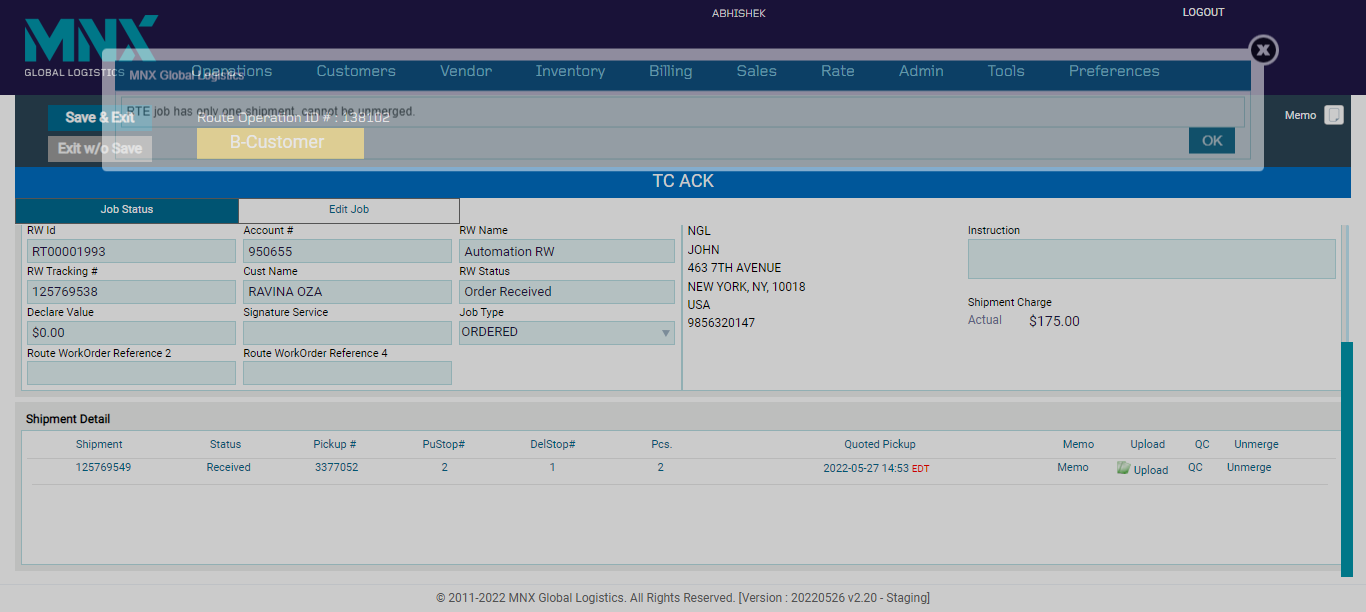 ABHISHEK LOGOUT
MNX
GLOBAL LOGISTICS
MNX Global Logistics
Operations Customers Vendor Inventory Billing Sales Rate Admin Tools Preferences
RTE job has only one shipment, cannot be unmerged.
Save & Exit Route Operation ID # : 138102 Memo
Exit w/o Save B-Customer OK
TC ACK
Job Status Edit Job
RW Id Account # RW Name NGL Instruction
RT00001993 950655 Automation RW JOHN
RW Tracking # Cust Name RW Status 463 7TH AVENUE
125769538 RAVINA OZA Order Received NEW YORK, NY, 10018
Declare Value Signature Service Job Type USA Shipment Charge
$0.00 ORDERED 9856320147 Actual $175.00
Route WorkOrder Reference 2 Route WorkOrder Reference 4
Shipment Detail
Shipment Status Pickup # PuStop# DelStop# Pcs. Quoted Pickup Memo Upload QC Unmerge
125769549 Received 3377052 2 1 2 2022-05-27 14:53 EDT Memo Upload QC Unmerge
© 2011-2022 MNX Global Logistics. All Rights Reserved. [Version : 20220526 v2.20 - Staging]